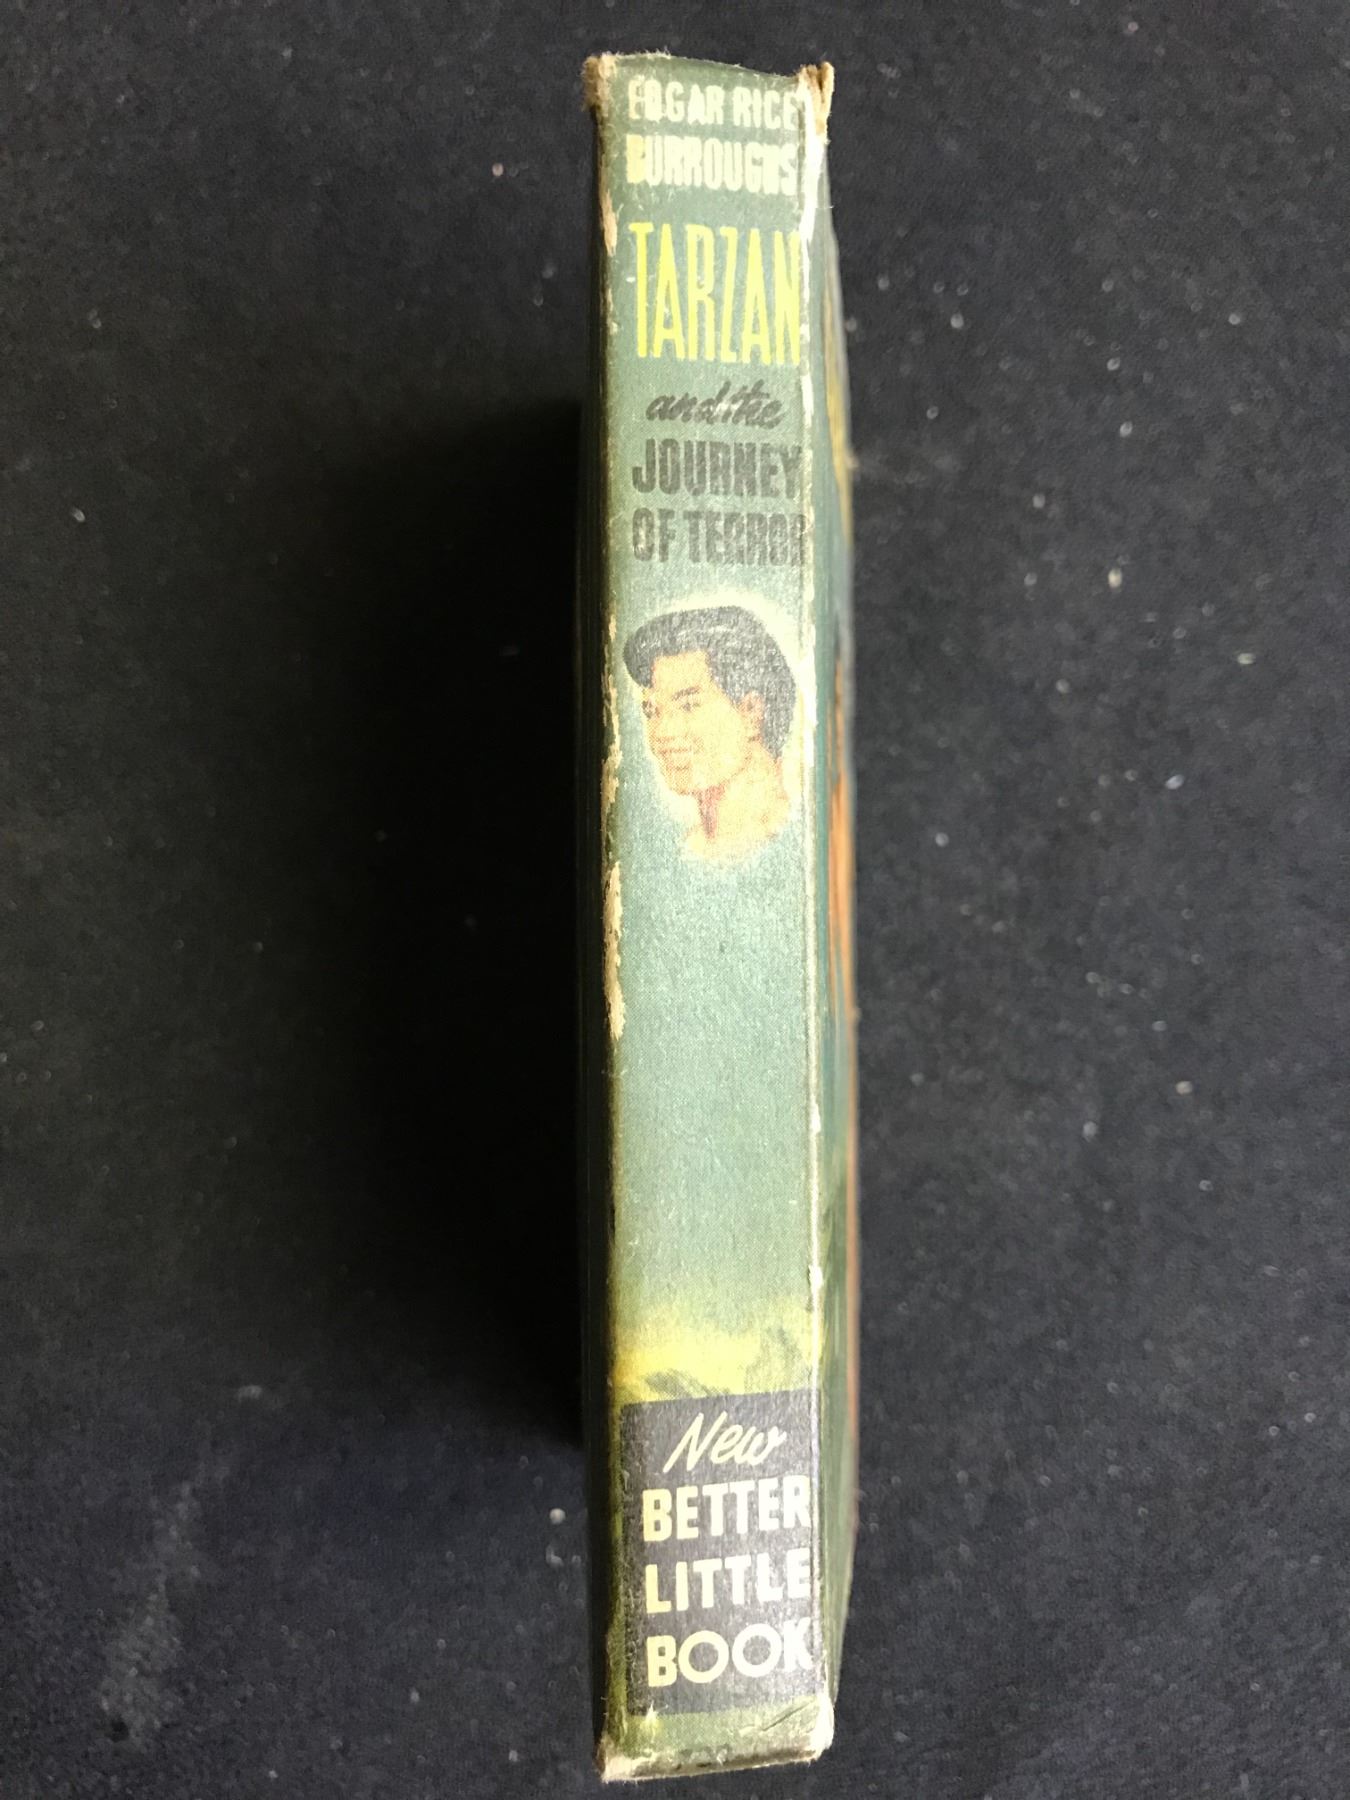 EDGAR RICE
BURROUGHS
TARZAN
and the
JOURNEY
OF TERROR
New
BETTER
LITTLE
BOOK